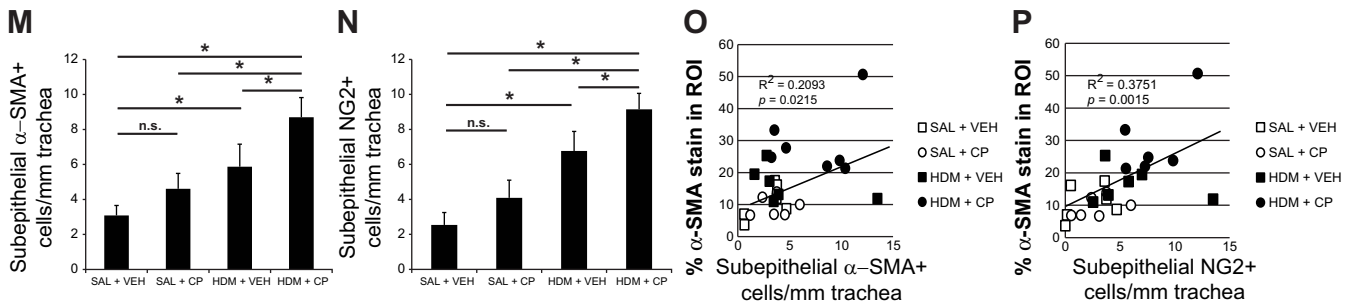 M
Subepithelial α–SMA+
cells/mm trachea
12
10
8
6
4
2
0
*
*
*
*
n.s.
SAL + VEH SAL + CP HDM + VEH HDM + CP
N
Subepithelial NG2+
cells/mm trachea
12
10
8
6
4
2
0
*
*
*
*
n.s.
SAL + VEH SAL + CP HDM + VEH HDM + CP
O
% α-SMA stain in ROI
60
50
40
30
20
10
0
R2 = 0.2093
p = 0.0215
0 5 10 15
Subepithelial α–SMA+
cells/mm trachea
SAL + VEH
SAL + CP
HDM + VEH
HDM + CP
P
% α-SMA stain in ROI
60
50
40
30
20
10
0
R2 = 0.3751
p = 0.0015
0 5 10 15
Subepithelial NG2+
cells/mm trachea
SAL + VEH
SAL + CP
HDM + VEH
HDM + CP